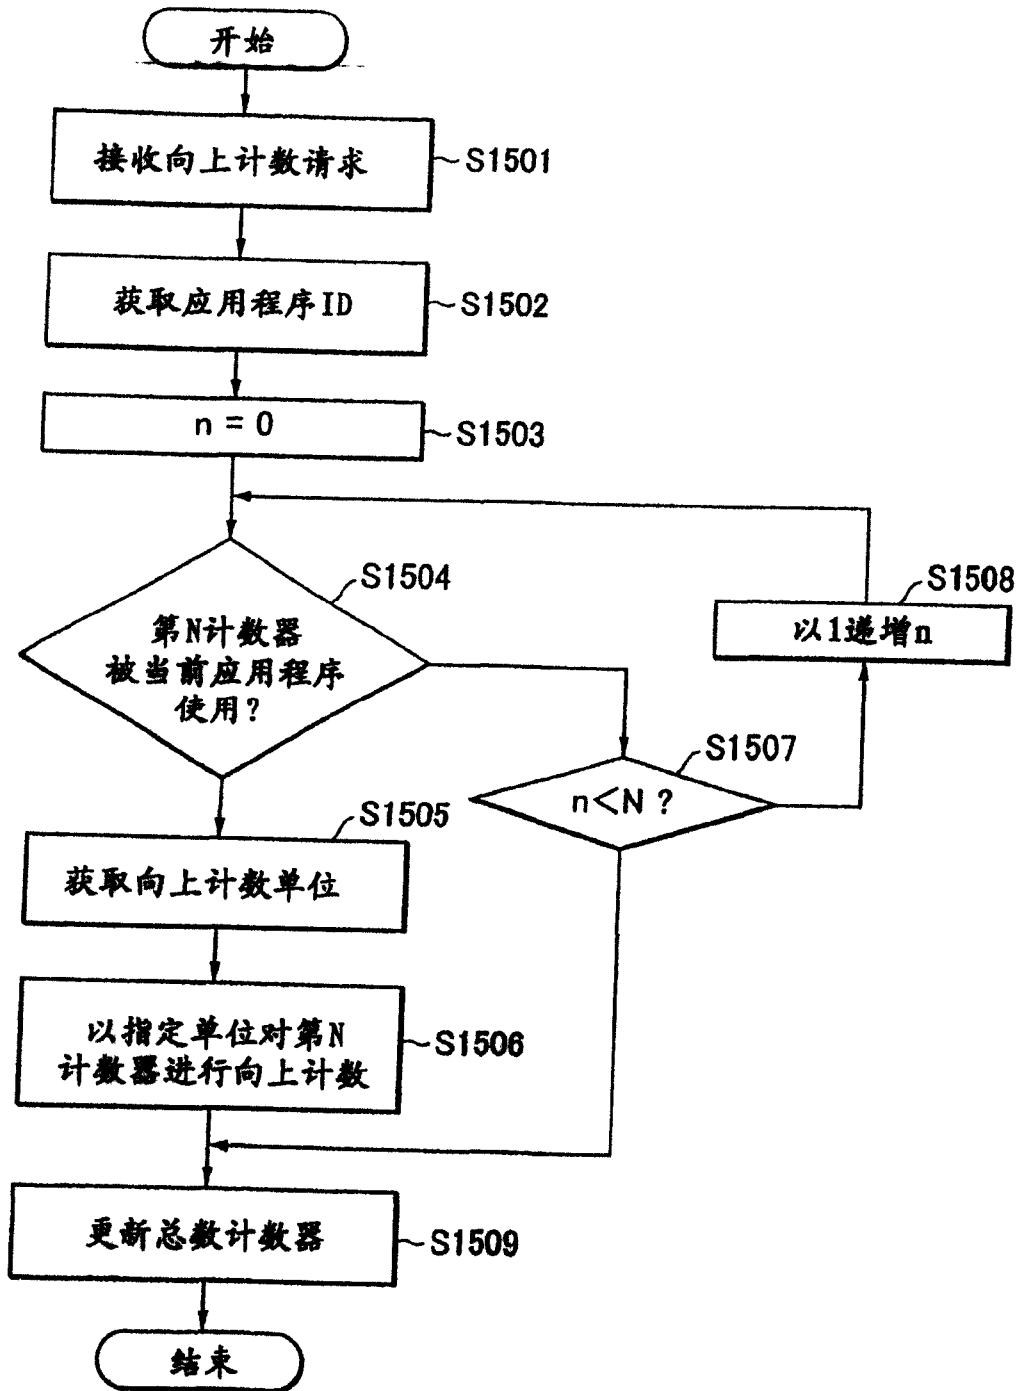 开始
接收向上计数请求
S1501
获取应用程序ID
S1502
n = 0
S1503
S1504
第N计数器
被当前应用程序
使用?
S1508
以1递增n
S1507
n<N ?
S1505
获取向上计数单位
以指定单位对第N
计数器进行向上计数
S1506
更新总数计数器
S1509
结束